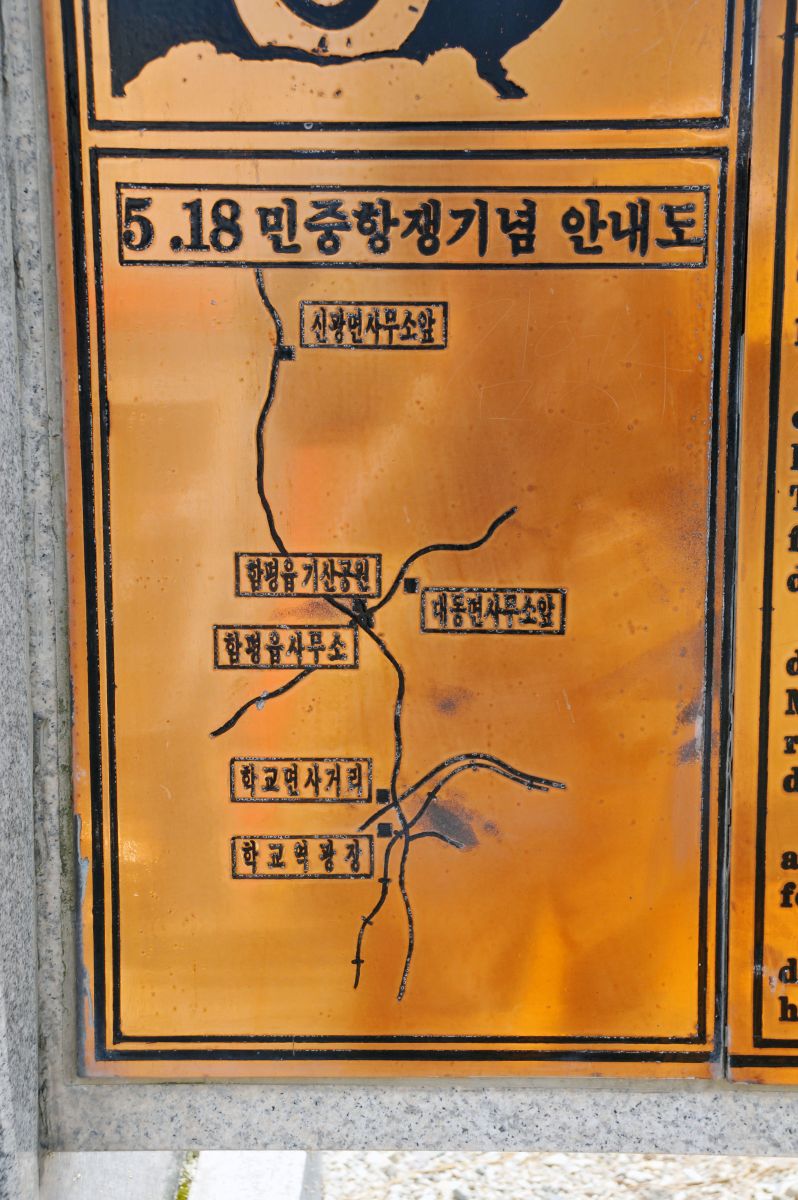 5.18 민중항쟁기념 안내도
신광면사무소앞
함평읍 기산공원
대동면사무소앞
함평읍사무소
학교면사거리
학교역광장